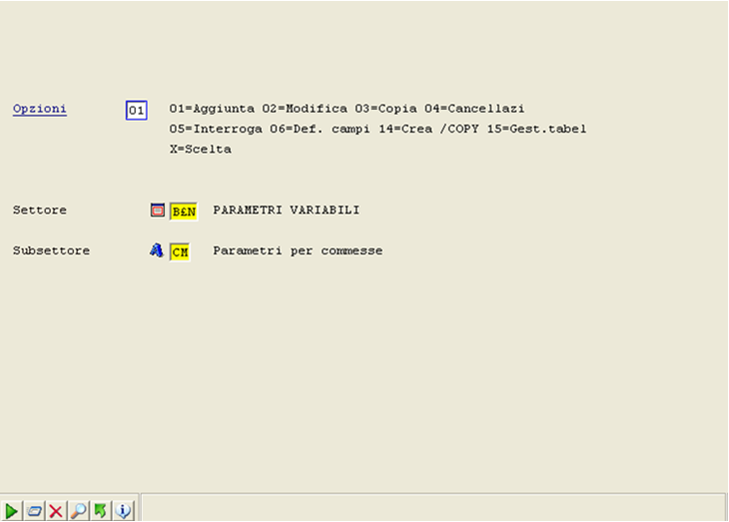 Opzioni 01 01=Aggiunta 02=Modifica 03=Copia 04=Cancellazi
05=Interroga 06=Def. campi 14=Crea /COPY 15=Gest.tabel
X=Scelta
Settore B£N PARAMETRI VARIABILI
Subsettore CM Parametri per commesse